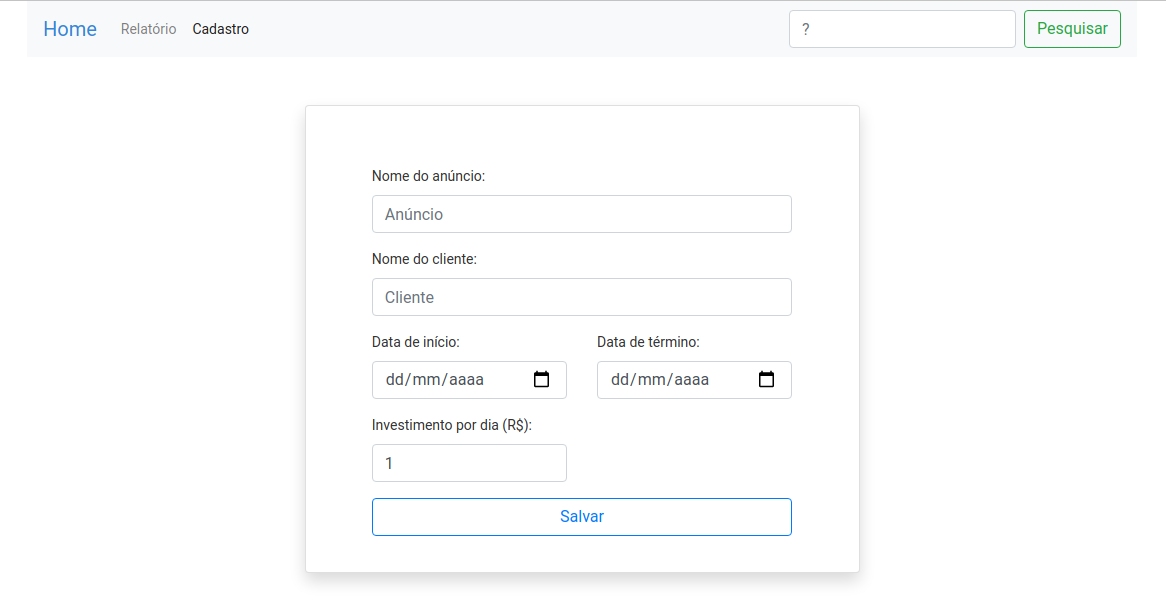 Home Relatório Cadastro ? Pesquisar
Nome do anúncio:
Anúncio
Nome do cliente:
Cliente
Data de início: Data de término:
dd/mm/aaaa dd/mm/aaaa
Investimento por dia (R$):
1
Salvar